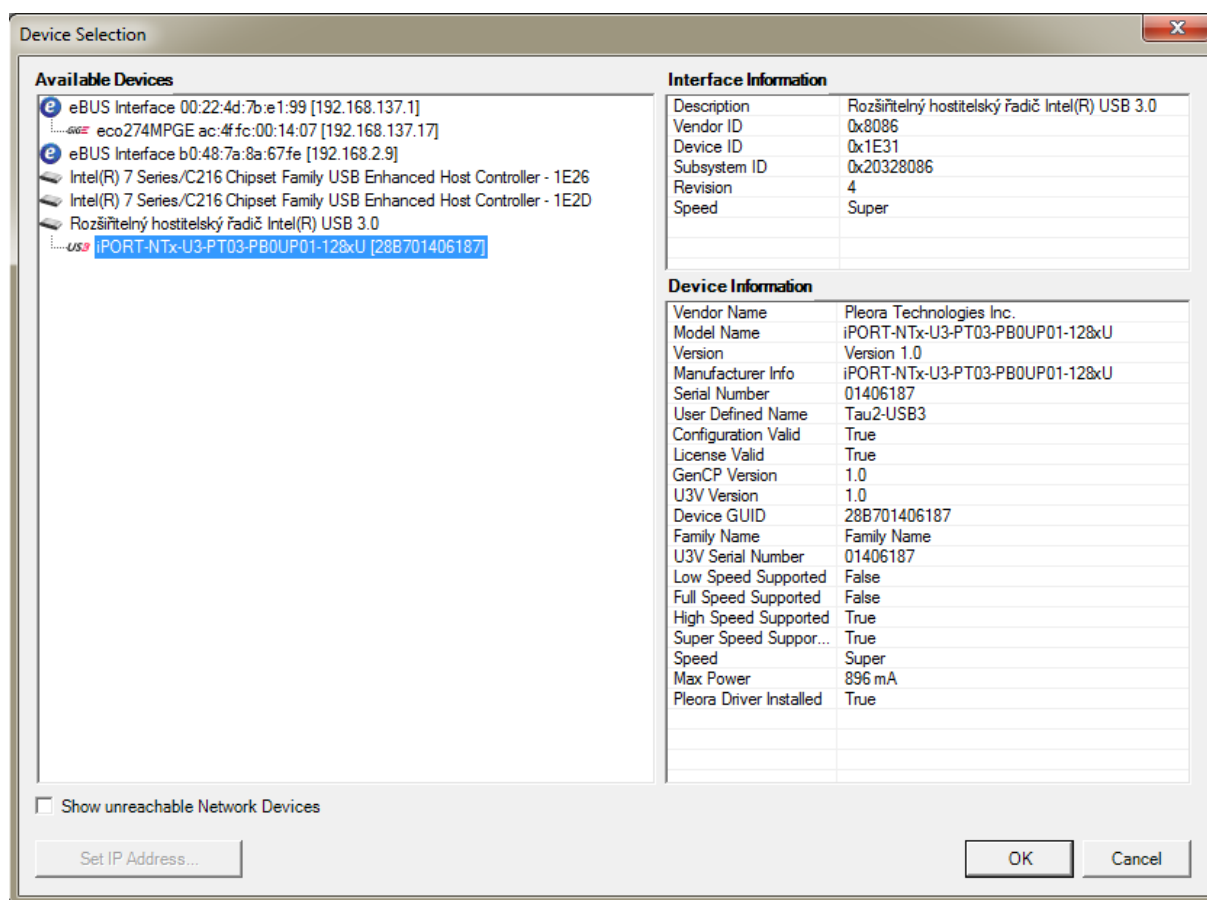 Device Selection
Available Devices
eBUS Interface 00:22:4d:7b:e1:99 [192.168.137.1]
GIGE eco274MPGE ac:4f:fc:00:14:07 [192.168.137.17]
eBUS Interface b0:48:7a:8a:67:fe [192.168.2.9]
Intel(R) 7 Series/C216 Chipset Family USB Enhanced Host Controller - 1E26
Intel(R) 7 Series/C216 Chipset Family USB Enhanced Host Controller - 1E2D
Rozšiřitelný hostitelský řadič Intel(R) USB 3.0
USB iPORT-NTx-U3-PT03-PB0UP01-128xU [28B701406187]
Show unreachable Network Devices
Set IP Address...
Interface Information
Description Rozšiřitelný hostitelský řadič Intel(R) USB 3.0
Vendor ID 0x8086
Device ID 0x1E31
Subsystem ID 0x20328086
Revision 4
Speed Super
Device Information
Vendor Name Pleora Technologies Inc.
Model Name iPORT-NTx-U3-PT03-PB0UP01-128xU
Version Version 1.0
Manufacturer Info iPORT-NTx-U3-PT03-PB0UP01-128xU
Serial Number 01406187
User Defined Name Tau2-USB3
Configuration Valid True
License Valid True
GenCP Version 1.0
U3V Version 1.0
Device GUID 28B701406187
Family Name Family Name
U3V Serial Number 01406187
Low Speed Supported False
Full Speed Supported False
High Speed Supported True
Super Speed Suppor... True
Speed Super
Max Power 896 mA
Pleora Driver Installed True
OK Cancel